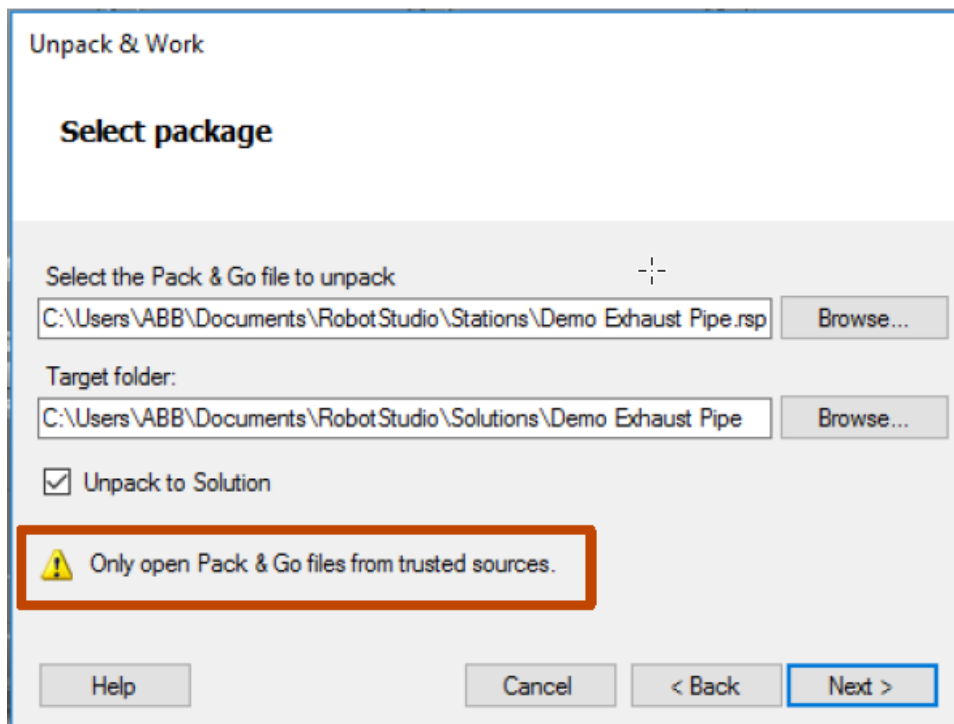 Unpack & Work
Select package
Select the Pack & Go file to unpack
C:\Users\ABB\Documents\RobotStudio\Stations\Demo Exhaust Pipe.rsp
Browse...
Target folder:
C:\Users\ABB\Documents\RobotStudio\Solutions\Demo Exhaust Pipe
Browse...
Unpack to Solution
Only open Pack & Go files from trusted sources.
Help
Cancel
< Back
Next >